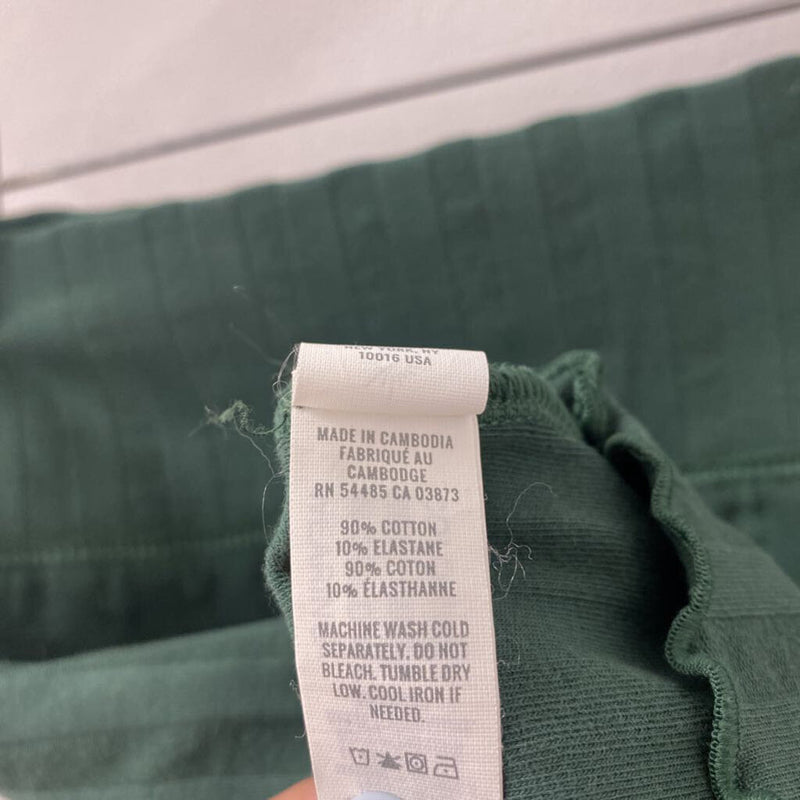 NEW YORK, NY
10016 USA
MADE IN CAMBODIA
FABRIQUÉ AU
CAMBODGE
RN 54485 CA 03873
90% COTTON
10% ELASTANE
90% COTON
10% ÉLASTHANNE
MACHINE WASH COLD
SEPARATELY. DO NOT
BLEACH. TUMBLE DRY
LOW. COOL IRON IF
NEEDED.